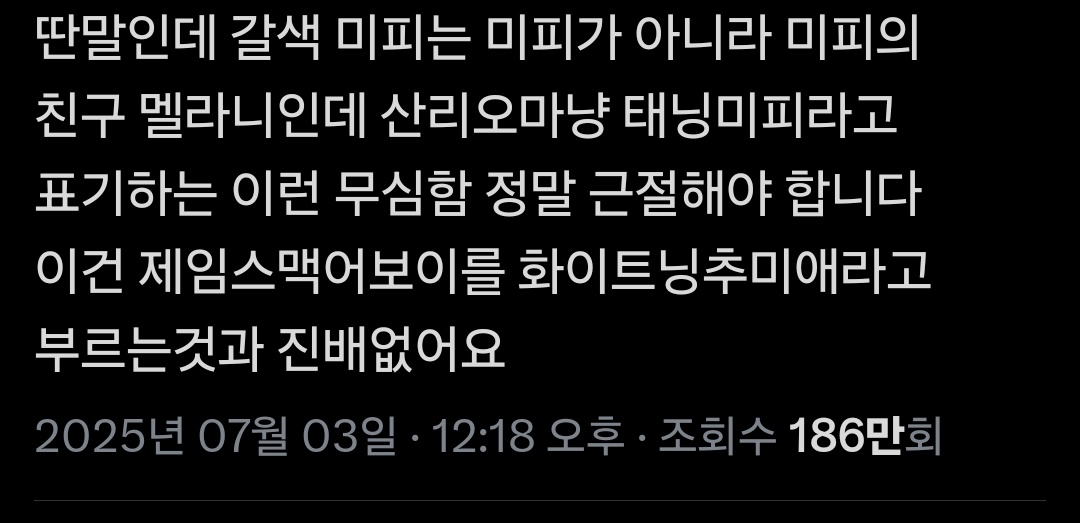 딴말인데 갈색 미피는 미피가 아니라 미피의
친구 멜라니인데 산리오마냥 태닝미피라고
표기하는 이런 무심함 정말 근절해야 합니다
이건 제임스맥어보이를 화이트닝추미애라고
부르는것과 진배없어요
2025년 07월 03일 · 12:18 오후 · 조회수 186만회